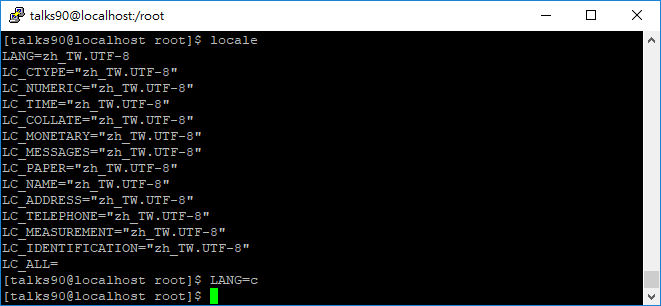 talks90@localhost:/root
[talks90@localhost root]$ locale
LANG=zh_TW.UTF-8
LC_CTYPE="zh_TW.UTF-8"
LC_NUMERIC="zh_TW.UTF-8"
LC_TIME="zh_TW.UTF-8"
LC_COLLATE="zh_TW.UTF-8"
LC_MONETARY="zh_TW.UTF-8"
LC_MESSAGES="zh_TW.UTF-8"
LC_PAPER="zh_TW.UTF-8"
LC_NAME="zh_TW.UTF-8"
LC_ADDRESS="zh_TW.UTF-8"
LC_TELEPHONE="zh_TW.UTF-8"
LC_MEASUREMENT="zh_TW.UTF-8"
LC_IDENTIFICATION="zh_TW.UTF-8"
LC_ALL=
[talks90@localhost root]$ LANG=c
[talks90@localhost root]$